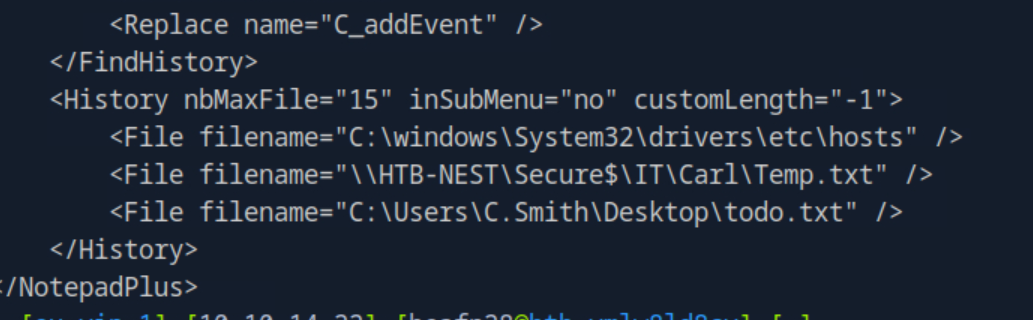 <Replace name="C_addEvent" />
</FindHistory>
<History nbMaxFile="15" inSubMenu="no" customLength="-1">
<File filename="C:\windows\System32\drivers\etc\hosts" />
<File filename="\\HTB-NEST\Secure$\IT\Carl\Temp.txt" />
<File filename="C:\Users\C.Smith\Desktop\todo.txt" />
</History>
</NotepadPlus>